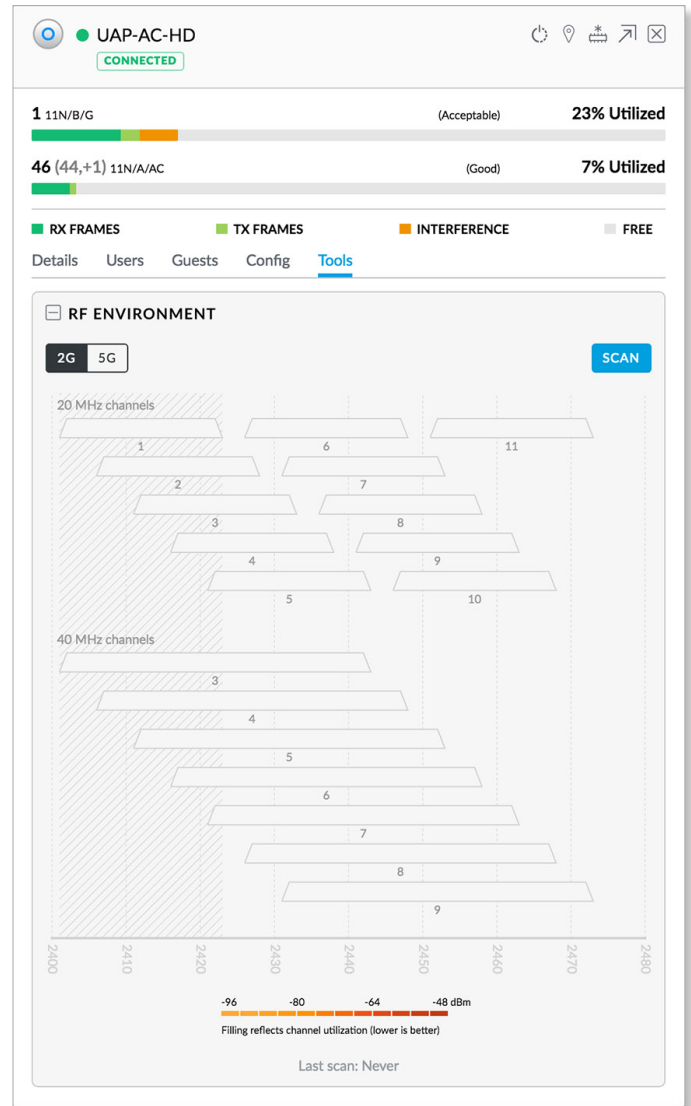 UAP-AC-HD
CONNECTED
1 11N/B/G (Acceptable) 23% Utilized
46 (44,+1) 11N/A/AC (Good) 7% Utilized
RX FRAMES TX FRAMES INTERFERENCE FREE
Details Users Guests Config Tools
RF ENVIRONMENT
2G 5G SCAN
20 MHz channels
1 6 11
2 7
3 8
4 9
5 10
40 MHz channels
3
4
5
6
7
8
9
2400 2410 2420 2430 2440 2450 2460 2470 2480
-96 -80 -64 -48 dBm
Filling reflects channel utilization (lower is better)
Last scan: Never